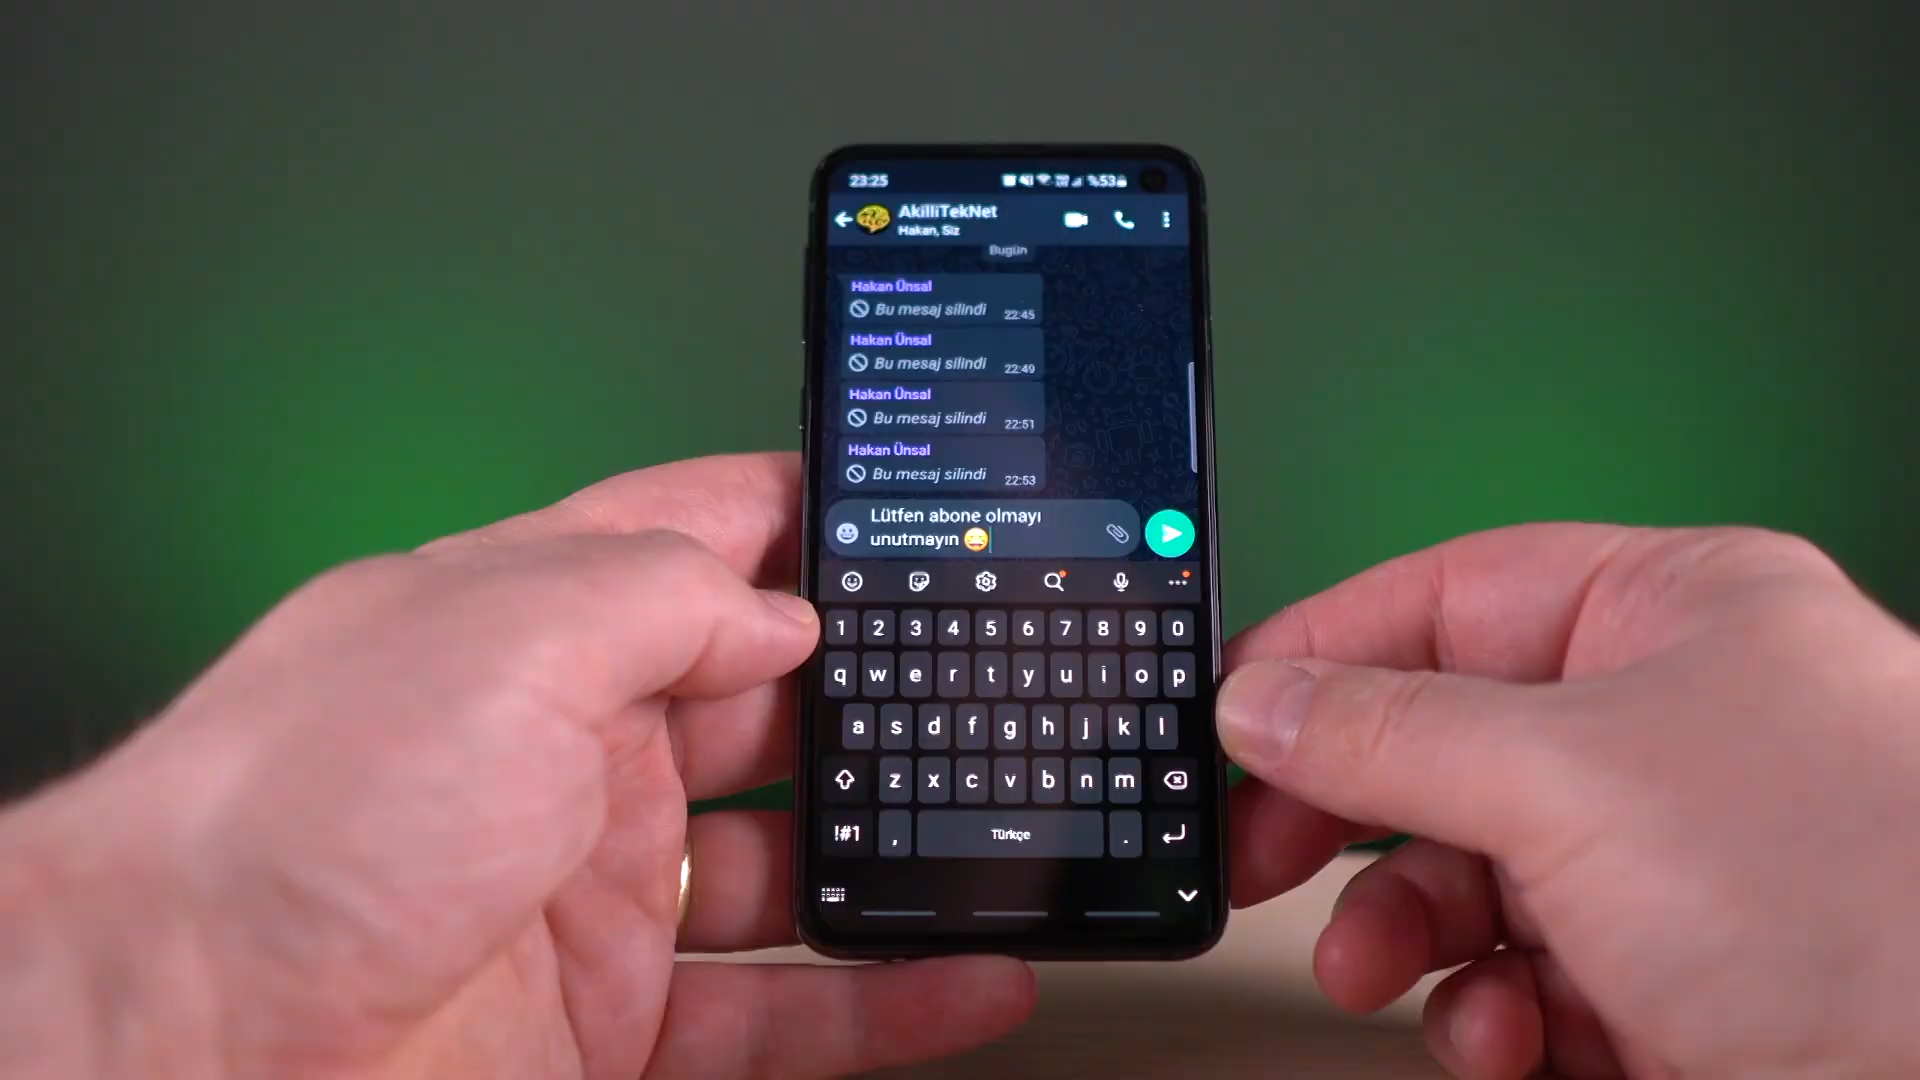 23:25
%53
AkilliTekNet
Hakan, Siz
Bugün
Hakan Ünsal
Bu mesaj silindi 22:45
Hakan Ünsal
Bu mesaj silindi 22:49
Hakan Ünsal
Bu mesaj silindi 22:51
Hakan Ünsal
Bu mesaj silindi 22:53
Lütfen abone olmayı
unutmayın 😂
1 2 3 4 5 6 7 8 9 0
q w e r t y u i o p
a s d f g h j k l
z x c v b n m
!#1 , Türkçe .